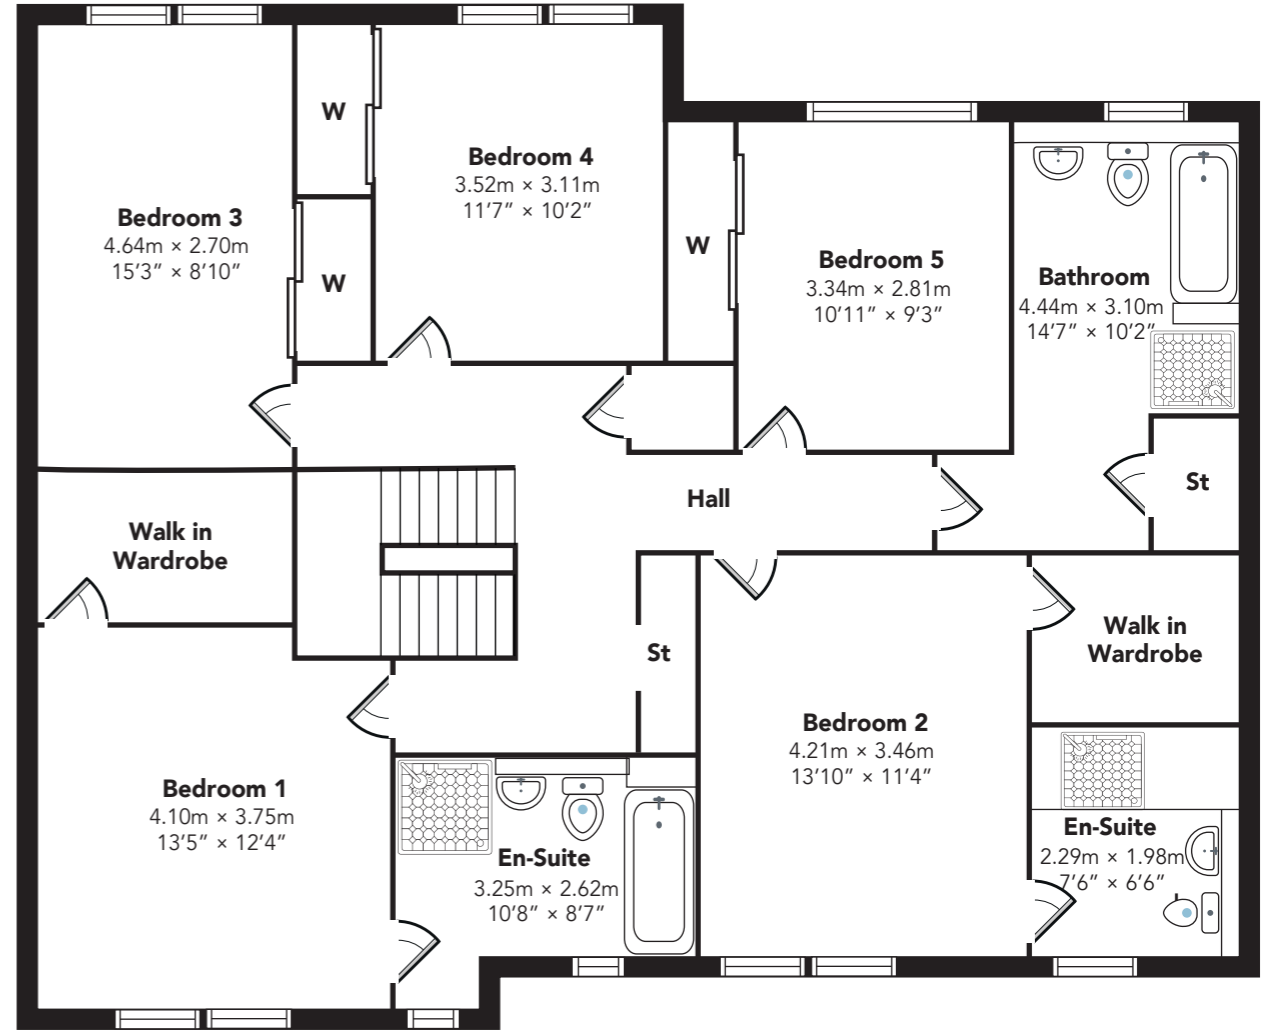 W
Bedroom 4
3.52m × 3.11m
11’7” × 10’2”
Bedroom 3
4.64m × 2.70m
15’3” × 8’10”
W
W
Bedroom 5
3.34m × 2.81m
10’11” × 9’3”
Bathroom
4.44m × 3.10m
14’7” × 10’2”
St
Hall
Walk in
Wardrobe
St
Walk in
Wardrobe
Bedroom 2
4.21m × 3.46m
13’10” × 11’4”
Bedroom 1
4.10m × 3.75m
13’5” × 12’4”
En-Suite
3.25m × 2.62m
10’8” × 8’7”
En-Suite
2.29m × 1.98m
7’6” × 6’6”